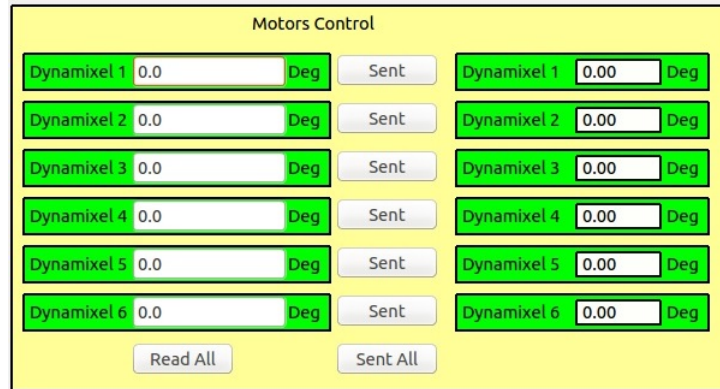 Motors Control
Dynamixel 1 0.0 Deg Sent Dynamixel 1 0.00 Deg
Dynamixel 2 0.0 Deg Sent Dynamixel 2 0.00 Deg
Dynamixel 3 0.0 Deg Sent Dynamixel 3 0.00 Deg
Dynamixel 4 0.0 Deg Sent Dynamixel 4 0.00 Deg
Dynamixel 5 0.0 Deg Sent Dynamixel 5 0.00 Deg
Dynamixel 6 0.0 Deg Sent Dynamixel 6 0.00 Deg
Read All Sent All